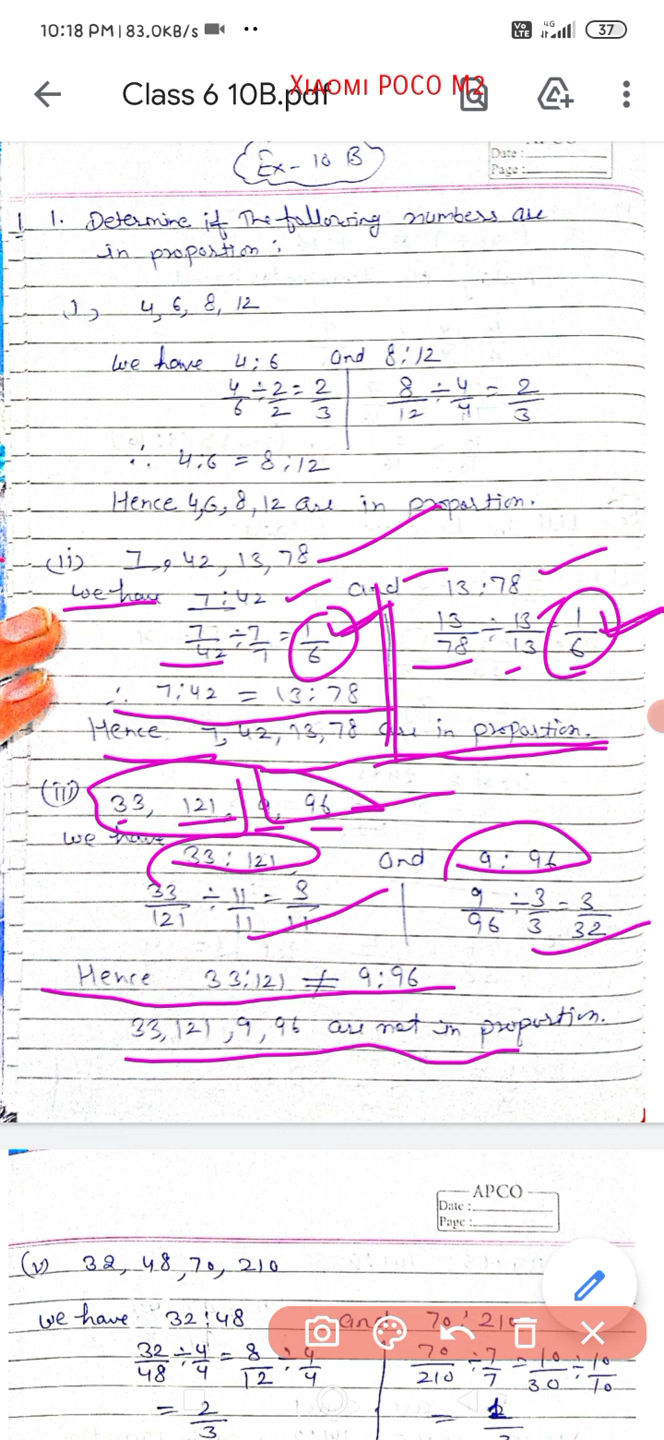 10:18 PM | 83.0KB/s
Vo LTE 4G 37
Class 6 10B.pdf
XIAOMI POCO M2
Ex - 10 B
Date :
Page :
1 1. Determine if the following numbers are
in proportion :
4, 6, 8, 12
we have 4:6 and 8:12
4/6 ÷ 2/2 = 2/3 | 8/12 ÷ 4/4 = 2/3
∴ 4:6 = 8:12
Hence 4,6, 8, 12 are in proportion.
(ii) 7, 42, 13, 78
we have 7:42 and 13:78
7/42 ÷ 7/7 = 1/6 | 13/78 ÷ 13/13 = 1/6
∴ 7:42 = 13:78
Hence 7, 42, 13, 78 are in proportion.
(iii) 33, 121, 9, 96
we have
33:121 and 9:96
33/121 ÷ 11/11 = 3/11 | 9/96 ÷ 3/3 = 3/32
Hence 33:121 ≠ 9:96
33, 121, 9, 96 are not in proportion.
APCO
Date :
Page :
(v) 32, 48, 70, 210
we have 32:48 and 70:210
32/48 ÷ 4/4 = 8/12 ÷ 4/4 | 70/210 ÷ 7/7 = 10/30 ÷ 10/10
= 2/3 =